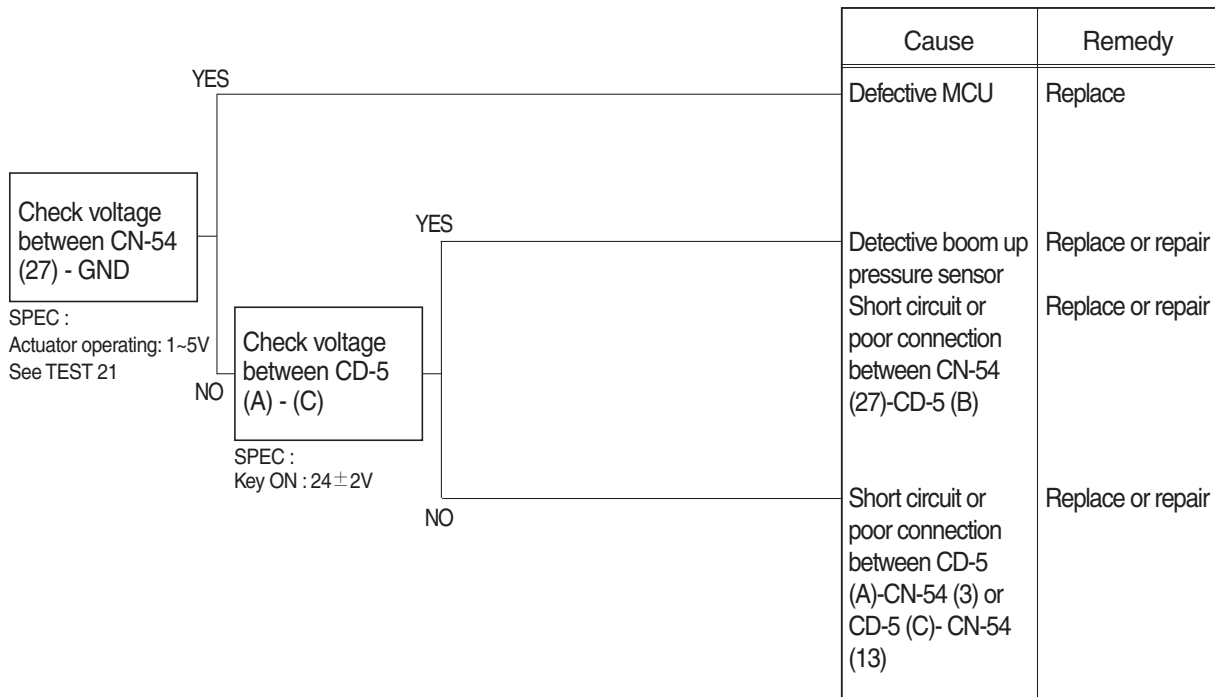 Cause
Remedy
YES
Defective MCU
Replace
Check voltage
between CN-54
(27) - GND
SPEC :
Actuator operating: 1~5V
See TEST 21
NO
YES
Detective boom up
pressure sensor
Replace or repair
Short circuit or
poor connection
between CN-54
(27)-CD-5 (B)
Replace or repair
Check voltage
between CD-5
(A) - (C)
SPEC :
Key ON : 24±2V
NO
Short circuit or
poor connection
between CD-5
(A)-CN-54 (3) or
CD-5 (C)- CN-54
(13)
Replace or repair